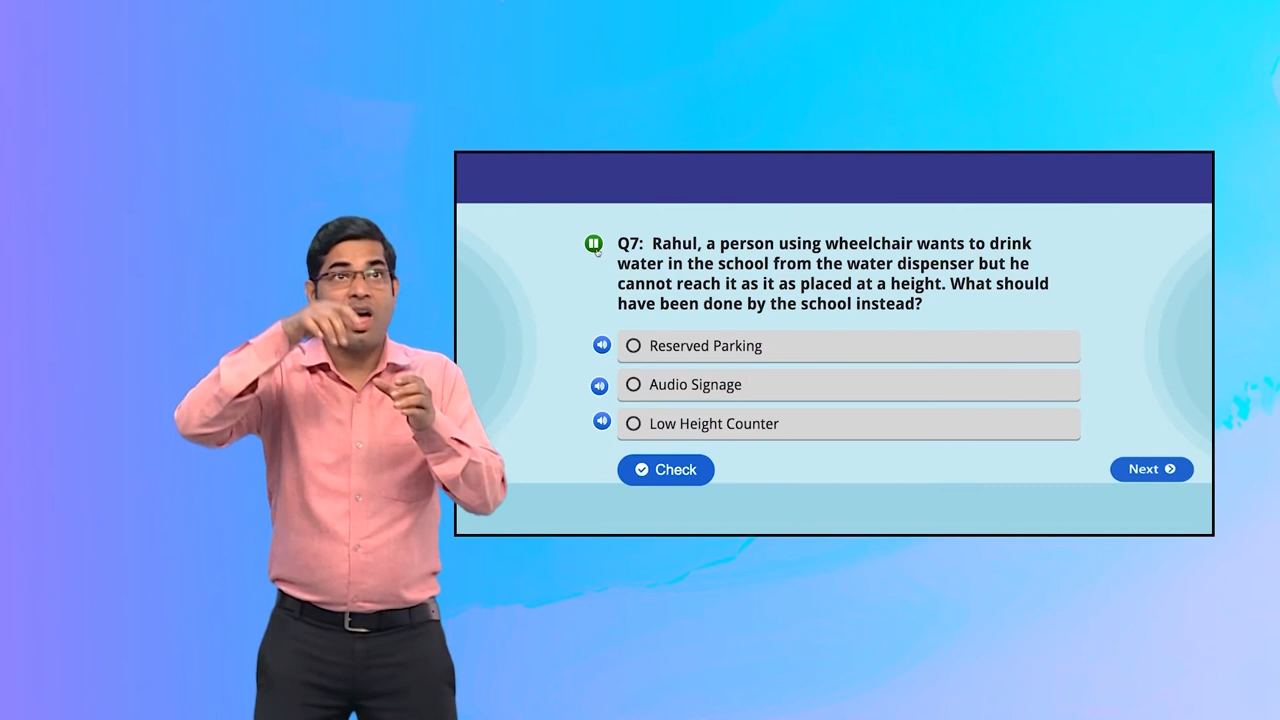 Q7: Rahul, a person using wheelchair wants to drink
water in the school from the water dispenser but he
cannot reach it as it as placed at a height. What should
have been done by the school instead?
Reserved Parking
Audio Signage
Low Height Counter
Check
Next